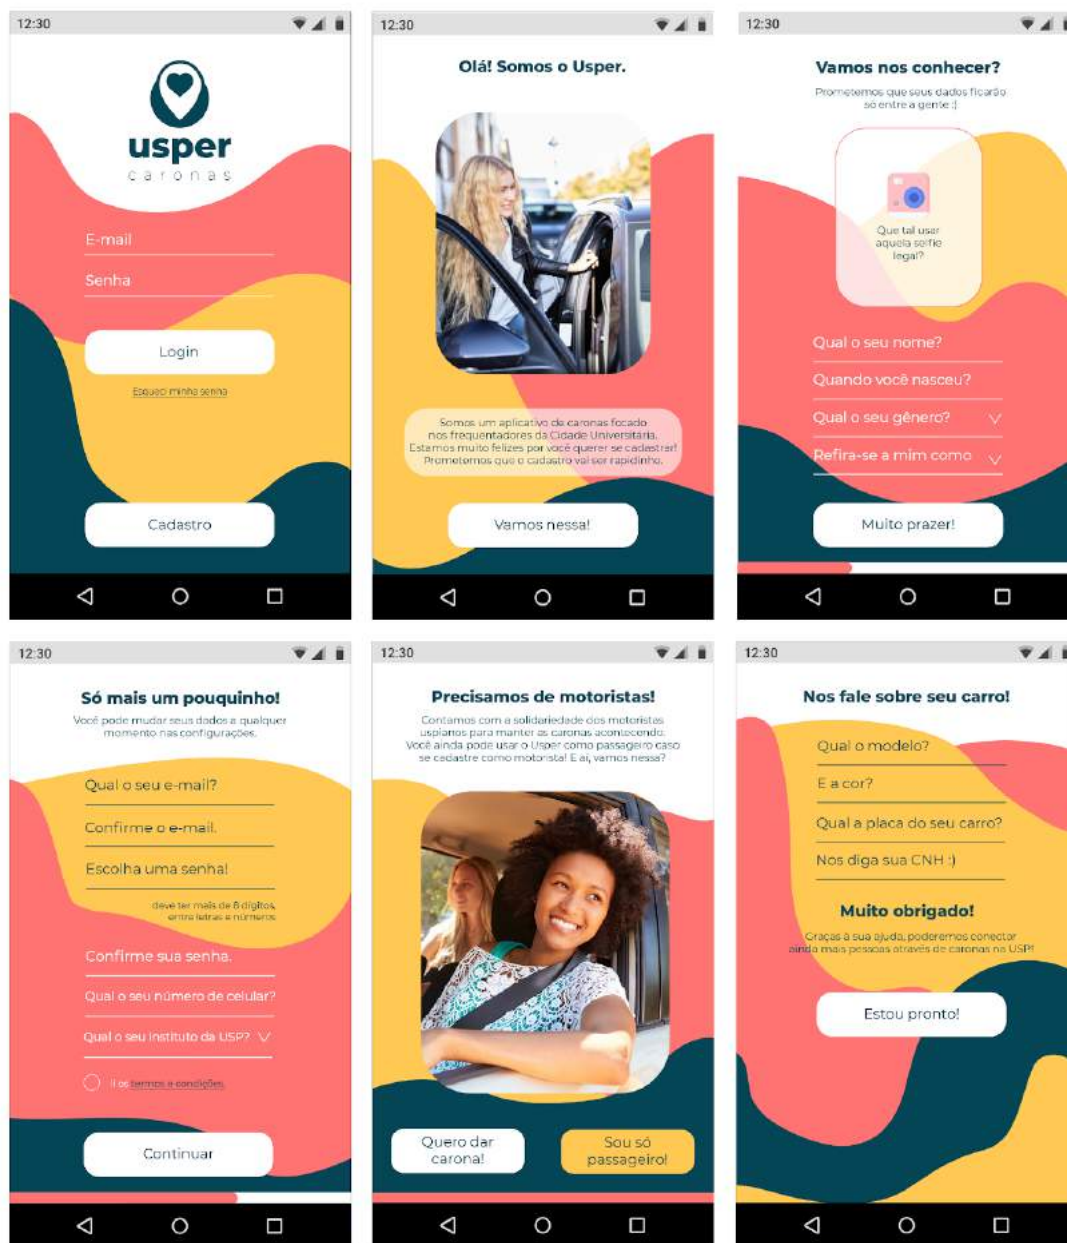 12:30
usper
caronas
E-mail
Senha
Login
Esqueci minha senha
Cadastro
12:30
Olá! Somos o Usper.
Somos um aplicativo de caronas focado
nos frequentadores da Cidade Universitária.
Estamos muito felizes por você querer se cadastrar!
Prometemos que o cadastro vai ser rapidinho.
Vamos nessa!
12:30
Vamos nos conhecer?
Prometemos que seus dados ficarão
só entre a gente :)
Que tal usar
aquela selfie
legal?
Qual o seu nome?
Quando você nasceu?
Qual o seu gênero?
Refira-se a mim como
Muito prazer!
12:30
Só mais um pouquinho!
Você pode mudar seus dados a qualquer
momento nas configurações.
Qual o seu e-mail?
Confirme o e-mail.
Escolha uma senha!
deve ter mais de 8 dígitos,
entre letras e números
Confirme sua senha.
Qual o seu número de celular?
Qual o seu instituto da USP?
li os termos e condições.
Continuar
12:30
Precisamos de motoristas!
Contamos com a solidariedade dos motoristas
uspianos para manter as caronas acontecendo.
Você ainda pode usar o Usper como passageiro caso
se cadastre como motorista! E aí, vamos nessa?
Quero dar
carona!
Sou só
passageiro!
12:30
Nos fale sobre seu carro!
Qual o modelo?
E a cor?
Qual a placa do seu carro?
Nos diga sua CNH :)
Muito obrigado!
Graças à sua ajuda, poderemos conectar
ainda mais pessoas através de caronas na USP!
Estou pronto!